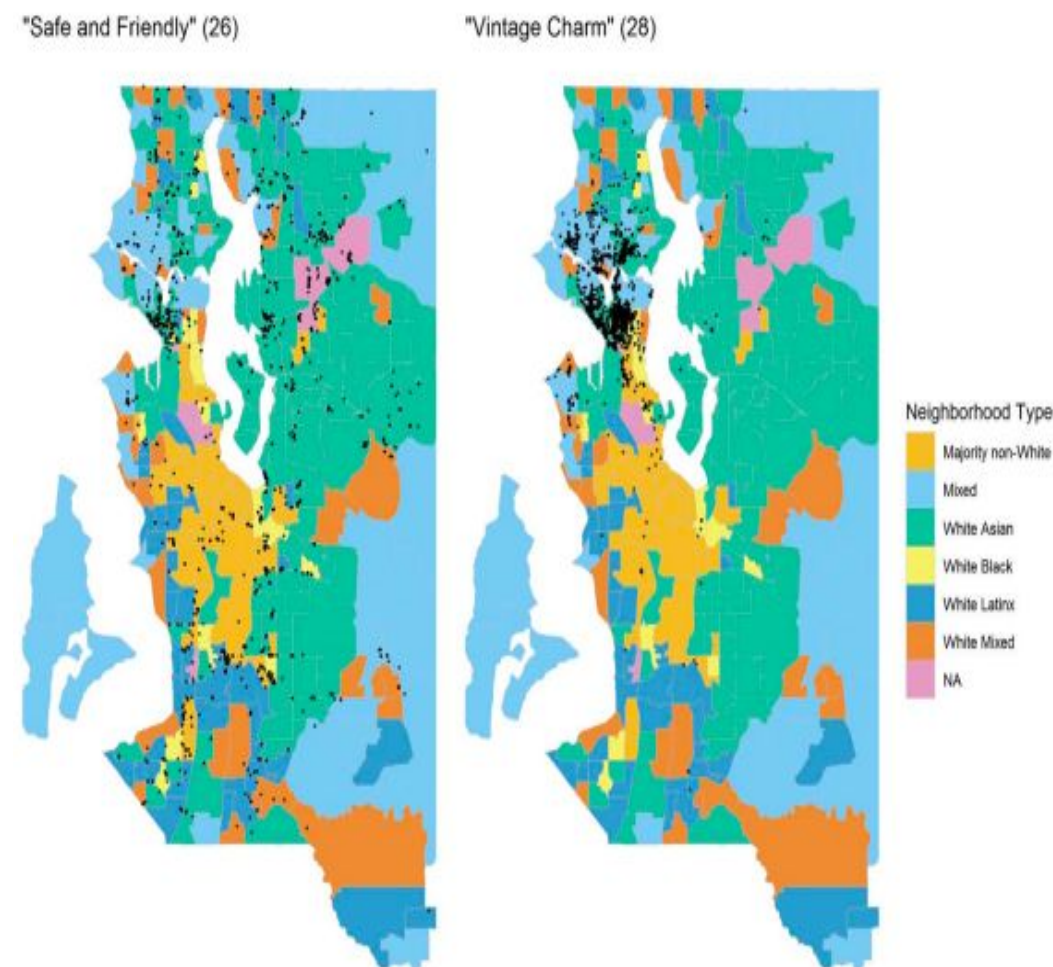 "Safe and Friendly" (26)
"Vintage Charm" (28)
Neighborhood Type
Majority non-White
Mixed
White Asian
White Black
White Latinx
White Mixed
NA